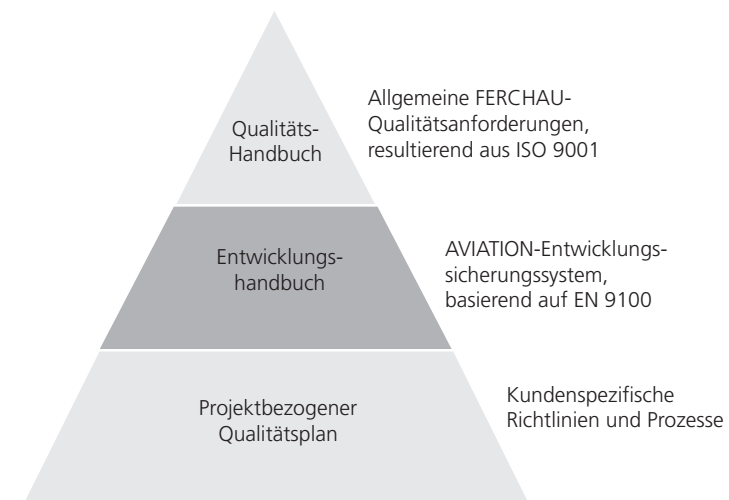 Qualitäts-
Handbuch
Allgemeine FERCHAU-
Qualitätsanforderungen,
resultierend aus ISO 9001
Entwicklungs-
handbuch
AVIATION-Entwicklungs-
sicherungssystem,
basierend auf EN 9100
Projektbezogener
Qualitätsplan
Kundenspezifische
Richtlinien und Prozesse